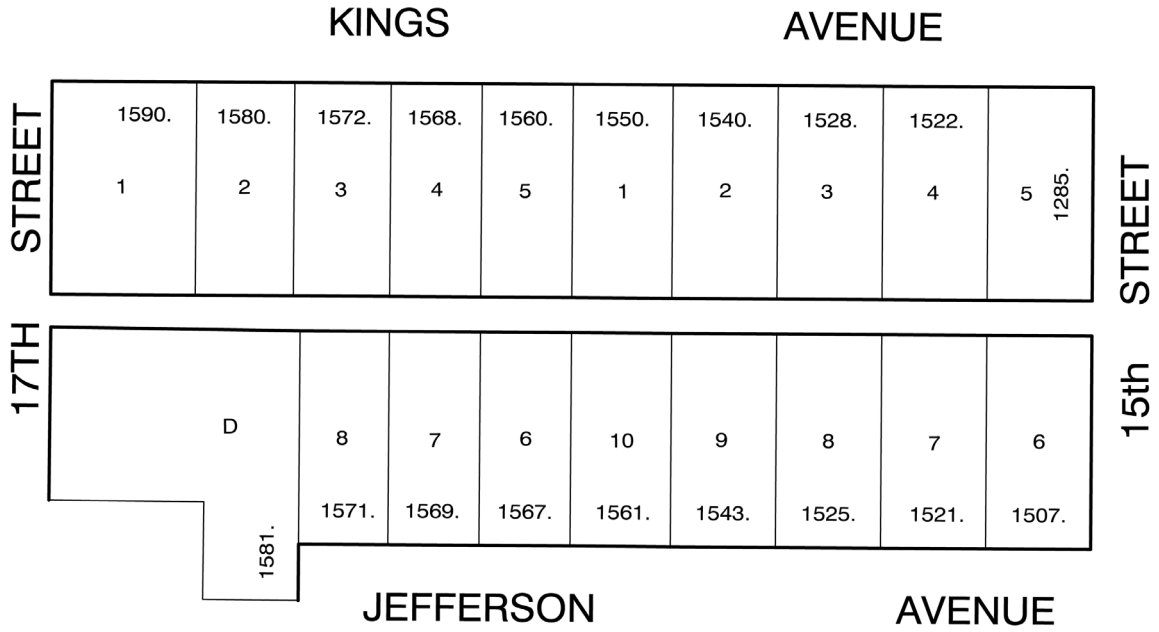 KINGS AVENUE
1590. 1580. 1572. 1568. 1560. 1550. 1540. 1528. 1522.
1 2 3 4 5 1 2 3 4 5 1285.
17TH STREET
15th STREET
D 8 7 6 10 9 8 7 6
1581. 1571. 1569. 1567. 1561. 1543. 1525. 1521. 1507.
JEFFERSON AVENUE